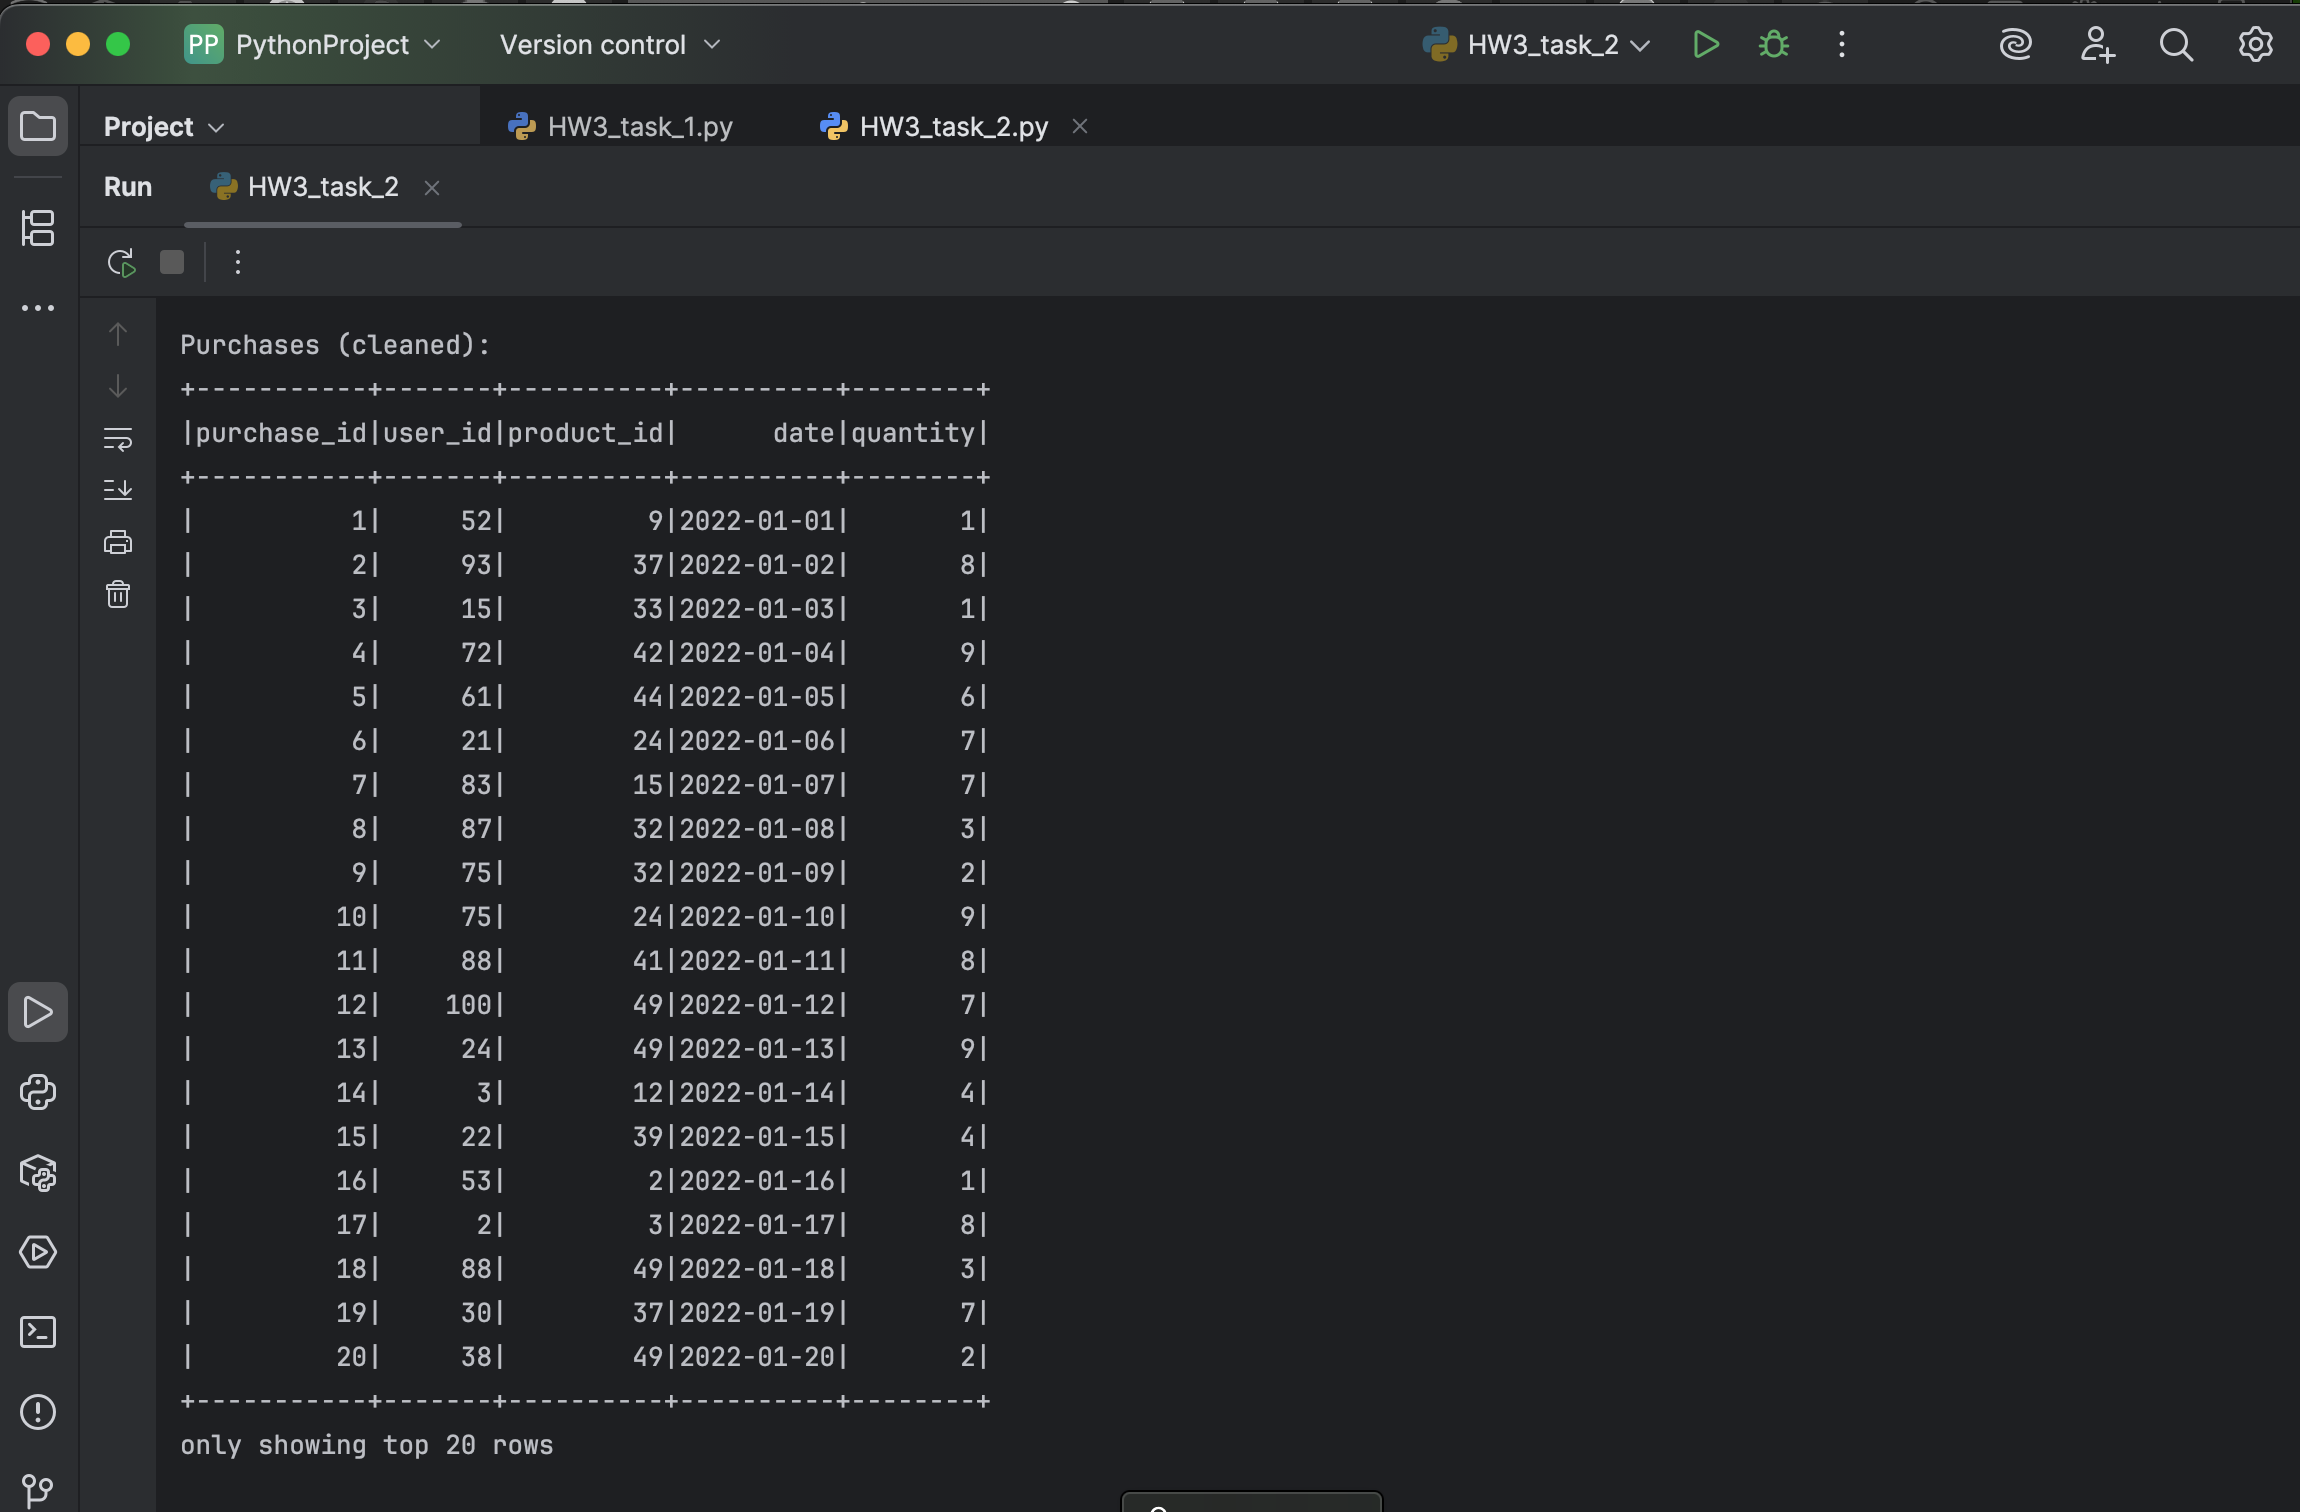 PP PythonProject Version control HW3_task_2
Project HW3_task_1.py HW3_task_2.py
Run HW3_task_2
Purchases (cleaned):
+-----------+-------+----------+----------+--------+
|purchase_id|user_id|product_id|      date|quantity|
+-----------+-------+----------+----------+--------+
|          1|     52|         9|2022-01-01|       1|
|          2|     93|        37|2022-01-02|       8|
|          3|     15|        33|2022-01-03|       1|
|          4|     72|        42|2022-01-04|       9|
|          5|     61|        44|2022-01-05|       6|
|          6|     21|        24|2022-01-06|       7|
|          7|     83|        15|2022-01-07|       7|
|          8|     87|        32|2022-01-08|       3|
|          9|     75|        32|2022-01-09|       2|
|         10|     75|        24|2022-01-10|       9|
|         11|     88|        41|2022-01-11|       8|
|         12|    100|        49|2022-01-12|       7|
|         13|     24|        49|2022-01-13|       9|
|         14|      3|        12|2022-01-14|       4|
|         15|     22|        39|2022-01-15|       4|
|         16|     53|         2|2022-01-16|       1|
|         17|      2|         3|2022-01-17|       8|
|         18|     88|        49|2022-01-18|       3|
|         19|     30|        37|2022-01-19|       7|
|         20|     38|        49|2022-01-20|       2|
+-----------+-------+----------+----------+--------+
only showing top 20 rows